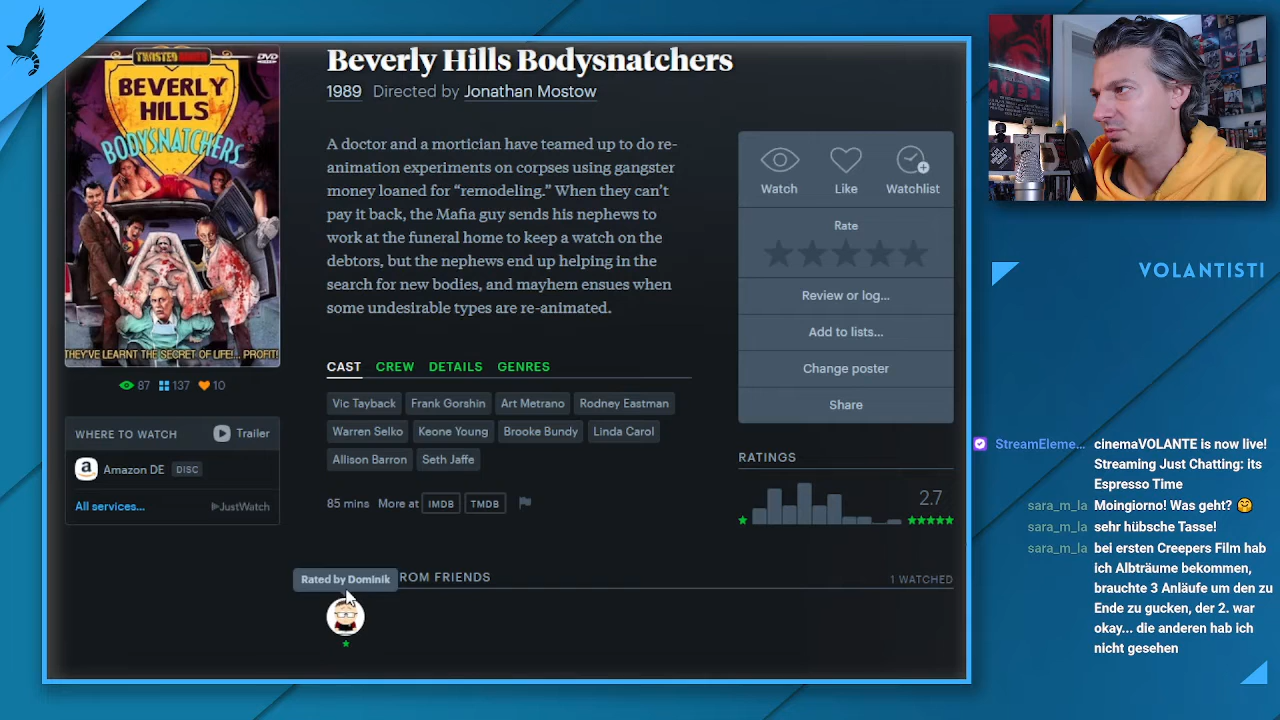 TWISTED
DVD
BEVERLY
HILLS
BODYSNATCHERS
THEY'VE LEARNT THE SECRET OF LIFE!.. PROFIT!
87 137 10
WHERE TO WATCH Trailer
Amazon DE DISC
All services... JustWatch
Beverly Hills Bodysnatchers
1989 Directed by Jonathan Mostow
A doctor and a mortician have teamed up to do re-
animation experiments on corpses using gangster
money loaned for “remodeling.” When they can’t
pay it back, the Mafia guy sends his nephews to
work at the funeral home to keep a watch on the
debtors, but the nephews end up helping in the
search for new bodies, and mayhem ensues when
some undesirable types are re-animated.
CAST CREW DETAILS GENRES
Vic Tayback Frank Gorshin Art Metrano Rodney Eastman
Warren Selko Keone Young Brooke Bundy Linda Carol
Allison Barron Seth Jaffe
85 mins More at IMDB TMDB
Rated by Dominik ROM FRIENDS 1 WATCHED
Watch Like Watchlist
Rate
Review or log...
Add to lists...
Change poster
Share
RATINGS
2.7
VOLANTISTI
StreamEleme... cinemaVOLANTE is now live!
Streaming Just Chatting: its
Espresso Time
sara_m_la Moingiorno! Was geht? 🤗
sara_m_la sehr hübsche Tasse!
sara_m_la bei ersten Creepers Film hab
ich Albträume bekommen,
brauchte 3 Anläufe um den zu
Ende zu gucken, der 2. war
okay... die anderen hab ich
nicht gesehen